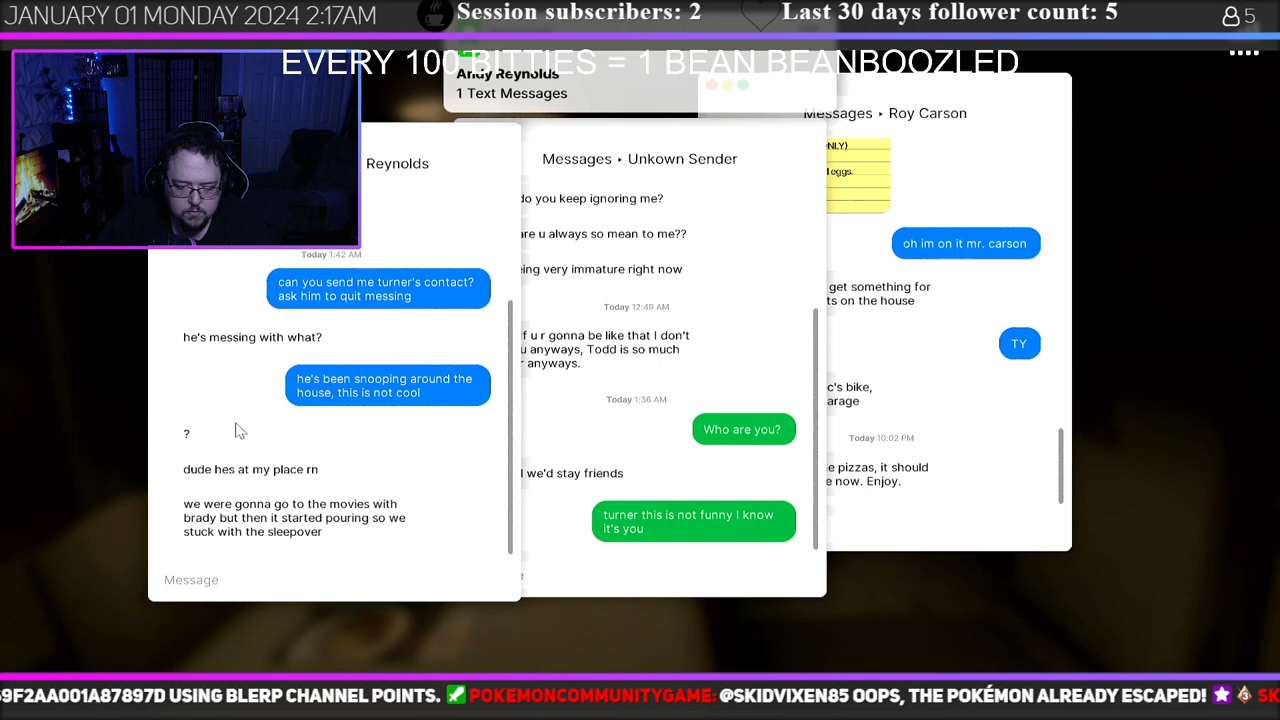 JANUARY 01 MONDAY 2024 2:17AM
Session subscribers: 2
Last 30 days follower count: 5
5
EVERY 100 BITTIES = 1 BEAN BEANBOOZLED
Andy Reynolds
1 Text Messages
Reynolds
Today 1:42 AM
can you send me turner's contact?
ask him to quit messing
he's messing with what?
he's been snooping around the
house, this is not cool
?
dude hes at my place rn
we were gonna go to the movies with
brady but then it started pouring so we
stuck with the sleepover
Message
Messages ▸ Unkown Sender
do you keep ignoring me?
are u always so mean to me??
eing very immature right now
Today 12:49 AM
f u r gonna be like that I don't
u anyways, Todd is so much
r anyways.
Today 1:36 AM
Who are you?
we'd stay friends
turner this is not funny I know
it's you
Messages ▸ Roy Carson
ONLY}
eggs.
oh im on it mr. carson
get something for
ts on the house
TY
c's bike,
arage
Today 10:02 PM
e pizzas, it should
e now. Enjoy.
59F2AA001A87897D USING BLERP CHANNEL POINTS. POKEMONCOMMUNITYGAME: @SKIDVIXEN85 OOPS, THE POKÉMON ALREADY ESCAPED! 3 SK